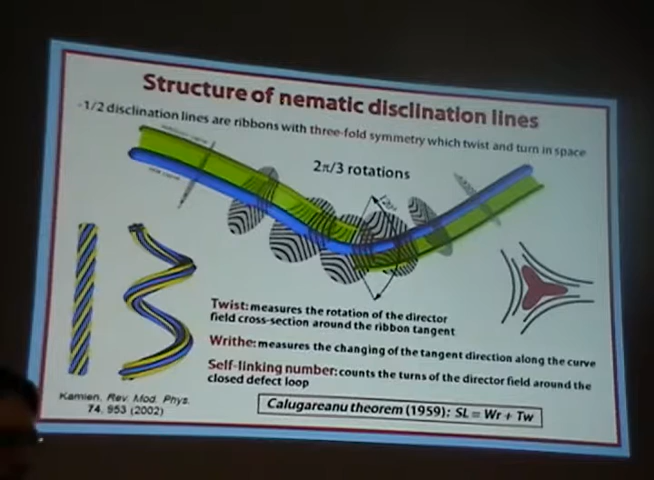 Structure of nematic disclination lines
-1/2 disclination lines are ribbons with three-fold symmetry which twist and turn in space
2π/3 rotations
120°
Twist: measures the rotation of the director
field cross-section around the ribbon tangent
Writhe: measures the changing of the tangent direction along the curve
Self-linking number: counts the turns of the director field around the
closed defect loop
Kamien, Rev. Mod. Phys.
74, 953 (2002)
Calugareanu theorem (1959): SL = Wr + Tw